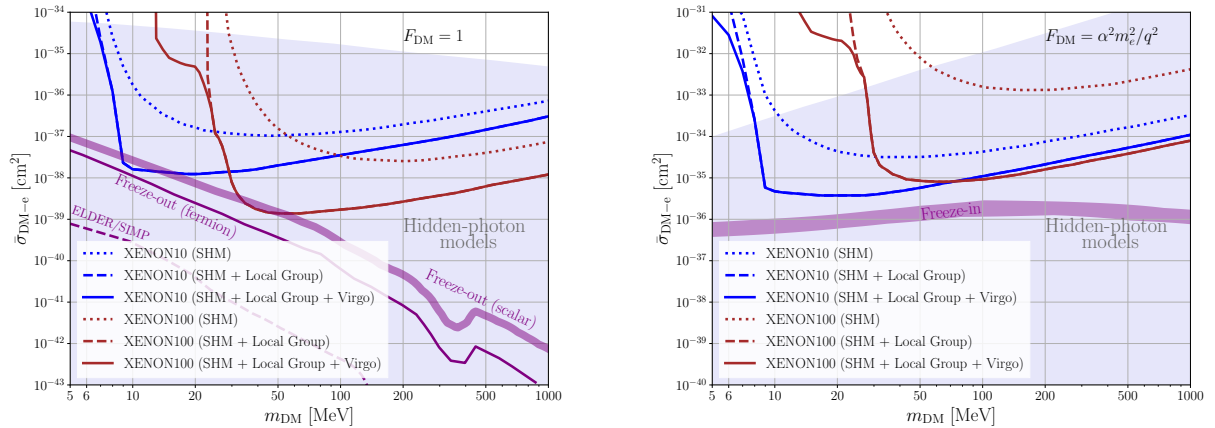 10⁻³⁴
10⁻³⁵
10⁻³⁶
10⁻³⁷
10⁻³⁸
10⁻³⁹
10⁻⁴⁰
10⁻⁴¹
10⁻⁴²
10⁻⁴³
σ̄_DM−e [cm²]
F_DM = 1
Freeze-out (fermion)
ELDER/SIMP
Hidden-photon
models
Freeze-out (scalar)
XENON10 (SHM)
XENON10 (SHM + Local Group)
XENON10 (SHM + Local Group + Virgo)
XENON100 (SHM)
XENON100 (SHM + Local Group)
XENON100 (SHM + Local Group + Virgo)
5 6 10 20 50 100 200 500 1000
m_DM [MeV]
10⁻³¹
10⁻³²
10⁻³³
10⁻³⁴
10⁻³⁵
10⁻³⁶
10⁻³⁷
10⁻³⁸
10⁻³⁹
10⁻⁴⁰
σ̄_DM−e [cm²]
F_DM = α²m_e²/q²
Freeze-in
Hidden-photon
models
XENON10 (SHM)
XENON10 (SHM + Local Group)
XENON10 (SHM + Local Group + Virgo)
XENON100 (SHM)
XENON100 (SHM + Local Group)
XENON100 (SHM + Local Group + Virgo)
5 6 10 20 50 100 200 500 1000
m_DM [MeV]